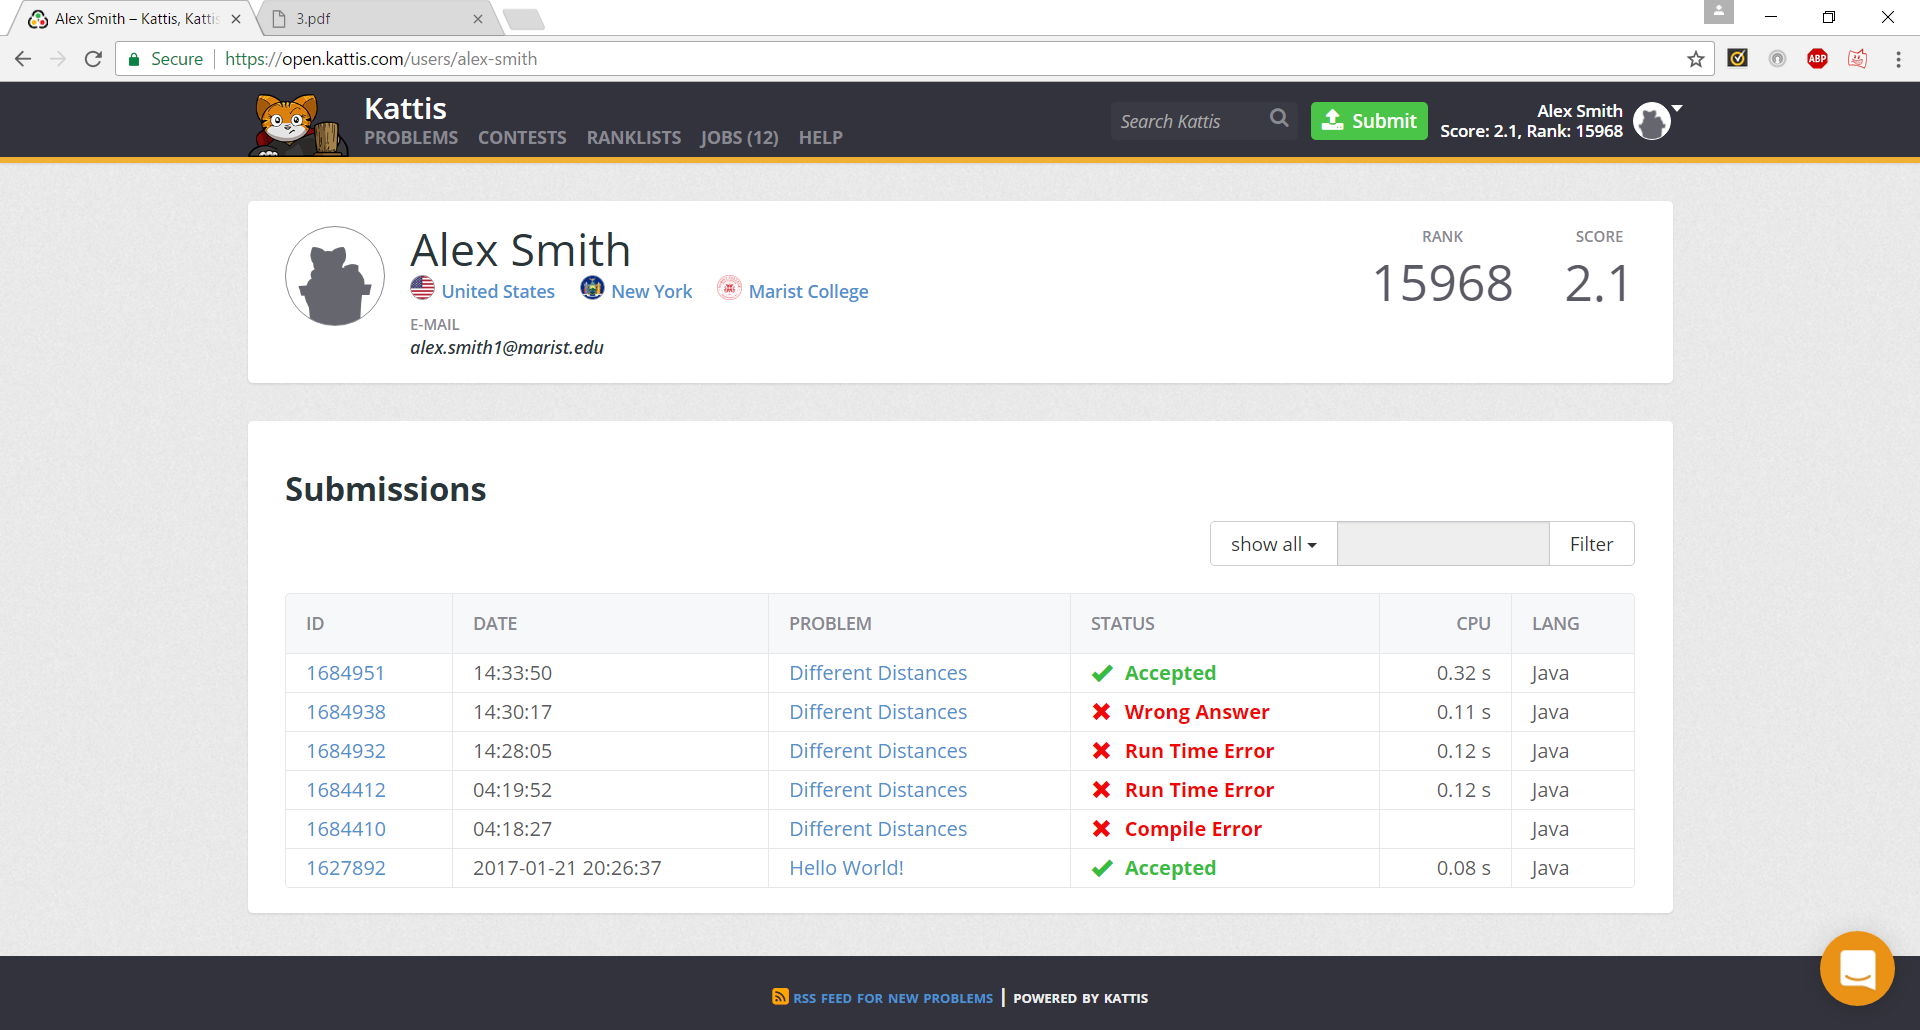 Alex Smith – Kattis, Kattis
3.pdf
Secure https://open.kattis.com/users/alex-smith
ABP
Kattis
PROBLEMS CONTESTS RANKLISTS JOBS (12) HELP
Search Kattis
Submit
Alex Smith
Score: 2.1, Rank: 15968
Alex Smith
United States New York Marist College
E-MAIL
alex.smith1@marist.edu
RANK SCORE
15968 2.1
Submissions
show all Filter
ID DATE PROBLEM STATUS CPU LANG
1684951 14:33:50 Different Distances Accepted 0.32 s Java
1684938 14:30:17 Different Distances Wrong Answer 0.11 s Java
1684932 14:28:05 Different Distances Run Time Error 0.12 s Java
1684412 04:19:52 Different Distances Run Time Error 0.12 s Java
1684410 04:18:27 Different Distances Compile Error Java
1627892 2017-01-21 20:26:37 Hello World! Accepted 0.08 s Java
RSS FEED FOR NEW PROBLEMS | POWERED BY KATTIS